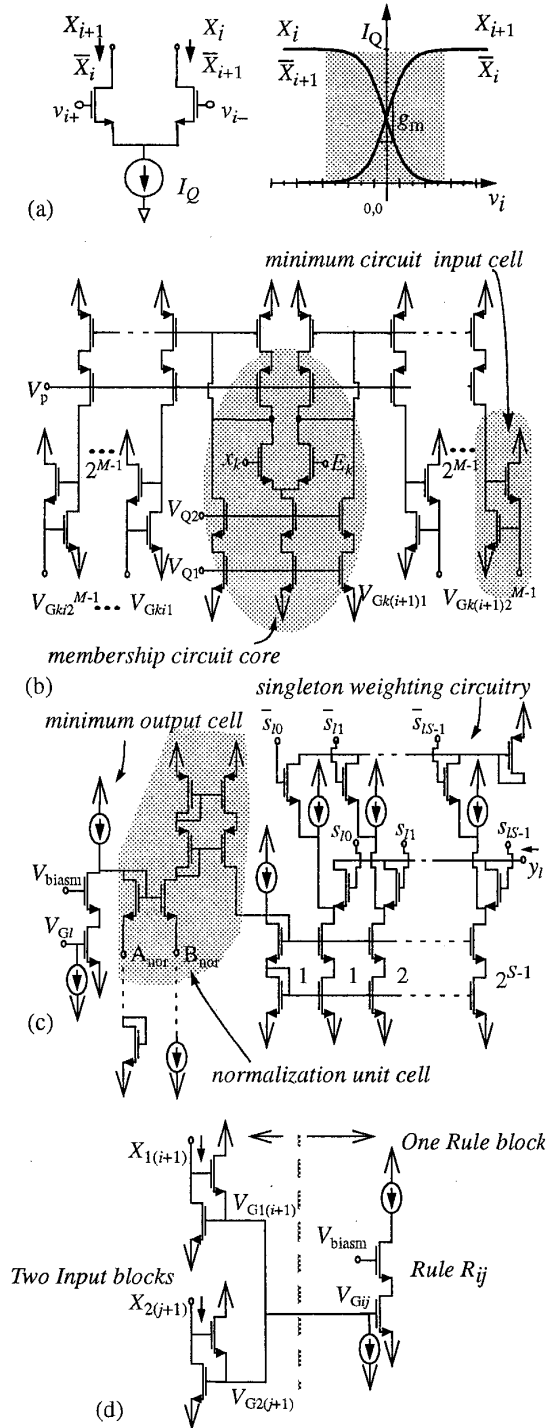 X_{i+1} X_i
X̄_i X̄_{i+1}
v_{i+} v_{i−}
I_Q
(a)
X_i I_Q X_{i+1}
X̄_{i+1} X̄_i
g_m
0,0 v_i
minimum circuit input cell
V_p
2^{M-1} x_k E_k 2^{M-1}
V_{Q2}
V_{Q1}
V_{Gki2^{M-1}} V_{Gki1} V_{Gk(i+1)1} V_{Gk(i+1)2^{M-1}}
membership circuit core
(b)
singleton weighting circuitry
minimum output cell
s̄_{l0} s̄_{l1} s̄_{lS-1}
s_{l0} s_{l1} s_{lS-1}
y_l
V_{biasm}
V_{Gl}
A_{nor} B_{nor}
1 1 2 2^{S-1}
(c)
normalization unit cell
One Rule block
X_{1(i+1)}
V_{G1(i+1)}
V_{biasm}
Two Input blocks
Rule R_{ij}
V_{Gij}
X_{2(j+1)}
V_{G2(j+1)}
(d)